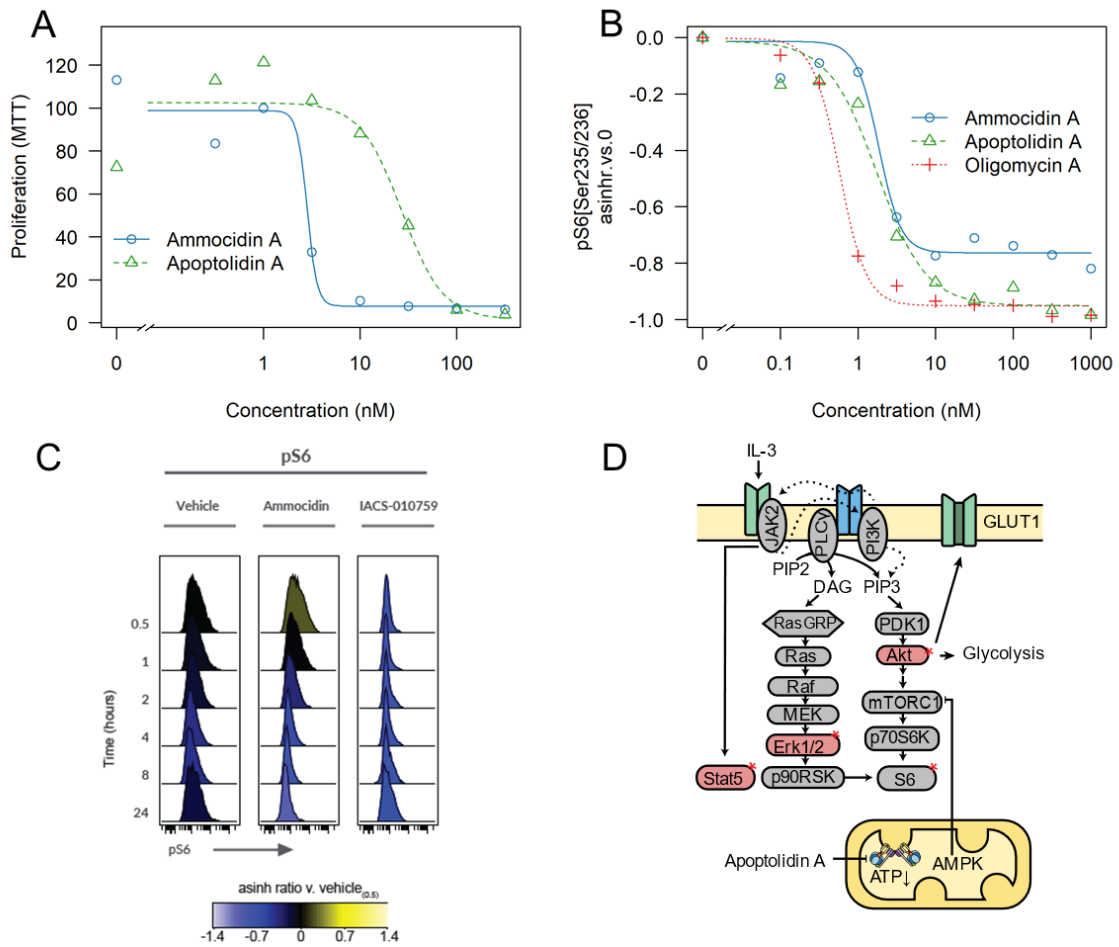 A
Proliferation (MTT)
120
100
80
60
40
20
0
Ammocidin A
Apoptolidin A
0 1 10 100
Concentration (nM)
B
pS6[Ser235/236]
asinhr.vs.0
0.0
-0.2
-0.4
-0.6
-0.8
-1.0
Ammocidin A
Apoptolidin A
Oligomycin A
0 0.1 1 10 100 1000
Concentration (nM)
C
pS6
Vehicle Ammocidin IACS-010759
Time (hours)
0.5
1
2
4
8
24
pS6
asinh ratio v. vehicle(0.5)
-1.4 -0.7 0 0.7 1.4
D
IL-3
JAK2
PLCγ
PI3K
GLUT1
PIP2
DAG
PIP3
RasGRP
PDK1
Ras
Akt*
Glycolysis
Raf
mTORC1
MEK
p70S6K
Erk1/2*
Stat5*
p90RSK
S6*
Apoptolidin A
ATP↓
AMPK